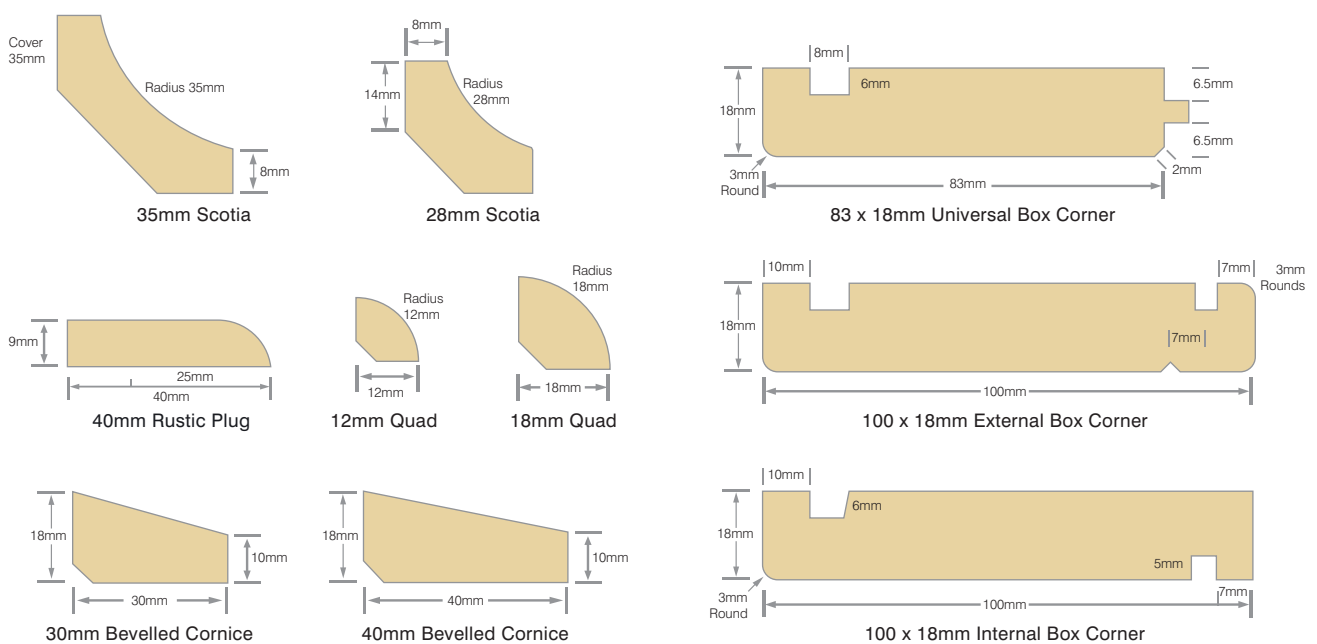 Cover
35mm
Radius 35mm
8mm
35mm Scotia
8mm
14mm
Radius
28mm
28mm Scotia
8mm
6mm
18mm
6.5mm
6.5mm
2mm
3mm
Round
83mm
83 x 18mm Universal Box Corner
9mm
25mm
40mm
40mm Rustic Plug
Radius
12mm
12mm
12mm Quad
Radius
18mm
18mm
18mm Quad
10mm
7mm
3mm
Rounds
18mm
7mm
100mm
100 x 18mm External Box Corner
18mm
10mm
30mm
30mm Bevelled Cornice
18mm
10mm
40mm
40mm Bevelled Cornice
10mm
6mm
18mm
5mm
7mm
3mm
Round
100mm
100 x 18mm Internal Box Corner